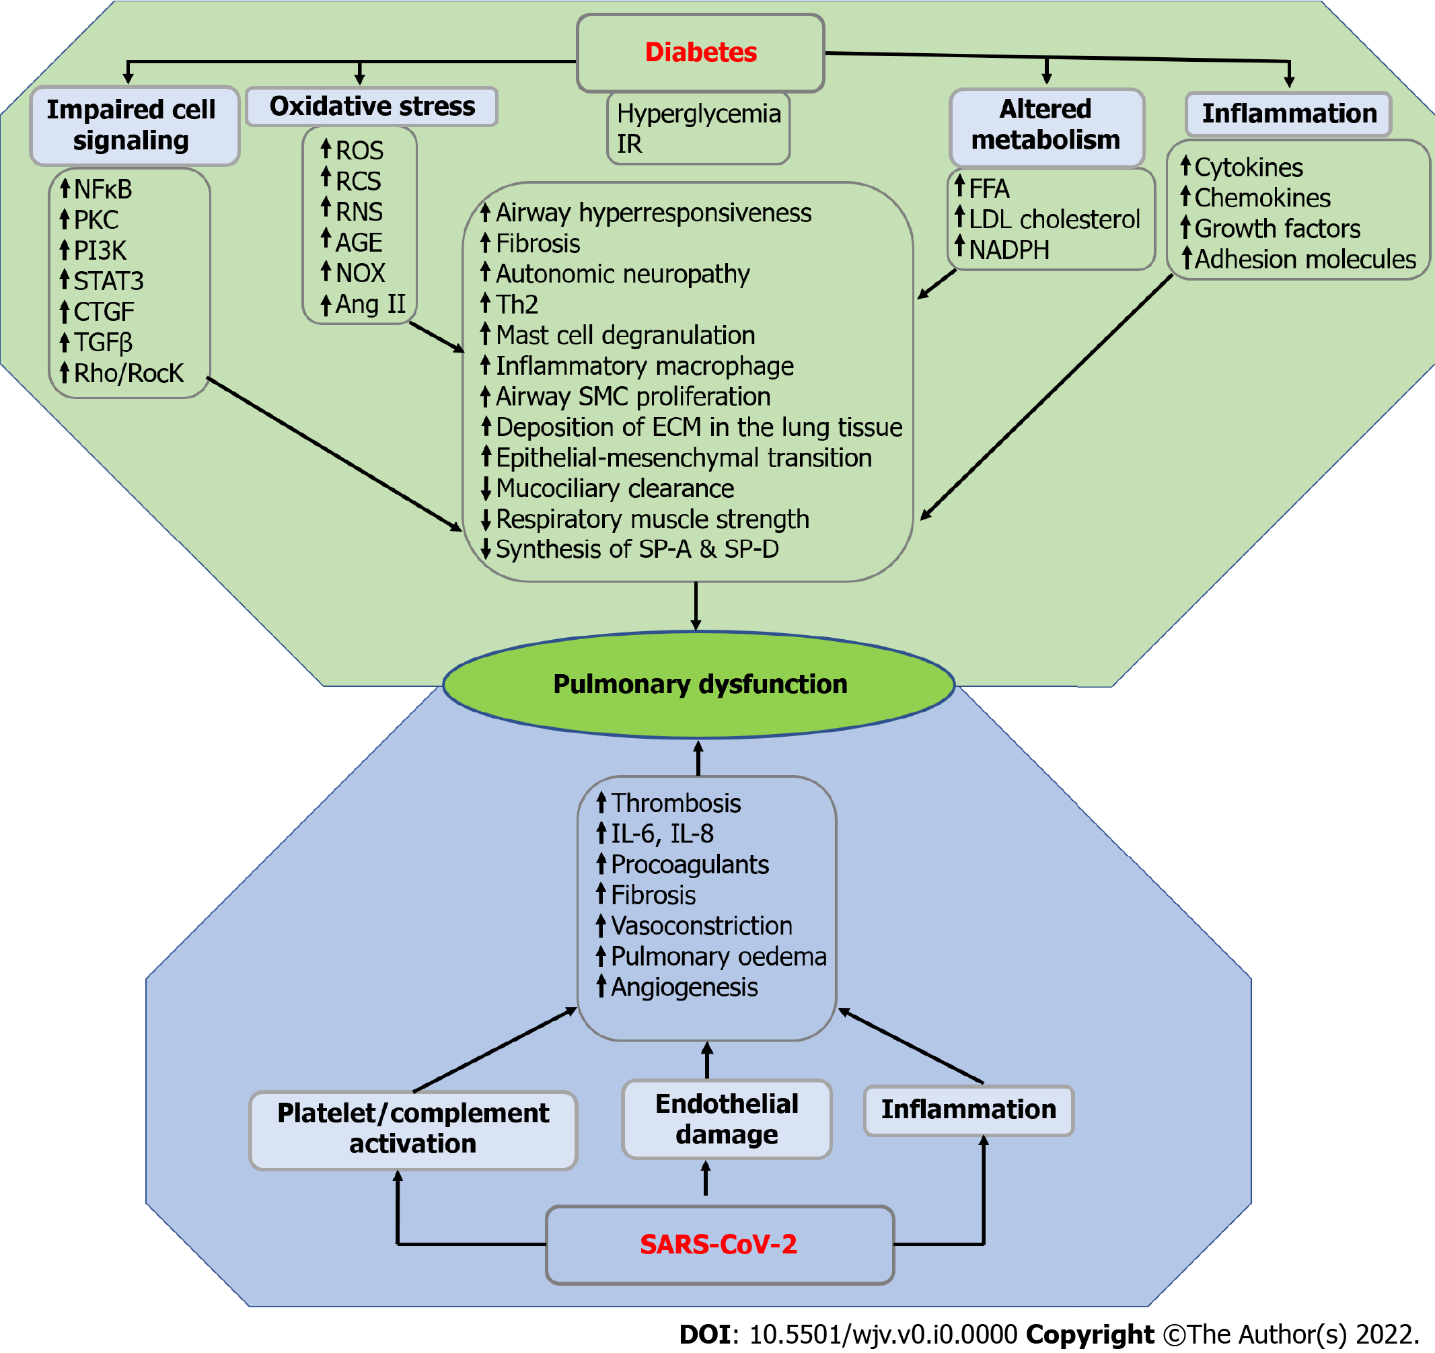 Diabetes
Hyperglycemia
IR
Impaired cell
signaling
↑NFκB
↑PKC
↑PI3K
↑STAT3
↑CTGF
↑TGFβ
↑Rho/RocK
Oxidative stress
↑ROS
↑RCS
↑RNS
↑AGE
↑NOX
↑Ang II
Altered
metabolism
↑FFA
↑LDL cholesterol
↑NADPH
Inflammation
↑Cytokines
↑Chemokines
↑Growth factors
↑Adhesion molecules
↑Airway hyperresponsiveness
↑Fibrosis
↑Autonomic neuropathy
↑Th2
↑Mast cell degranulation
↑Inflammatory macrophage
↑Airway SMC proliferation
↑Deposition of ECM in the lung tissue
↑Epithelial-mesenchymal transition
↓Mucociliary clearance
↓Respiratory muscle strength
↓Synthesis of SP-A & SP-D
Pulmonary dysfunction
↑Thrombosis
↑IL-6, IL-8
↑Procoagulants
↑Fibrosis
↑Vasoconstriction
↑Pulmonary oedema
↑Angiogenesis
Platelet/complement
activation
Endothelial
damage
Inflammation
SARS-CoV-2
DOI: 10.5501/wjv.v0.i0.0000 Copyright ©The Author(s) 2022.